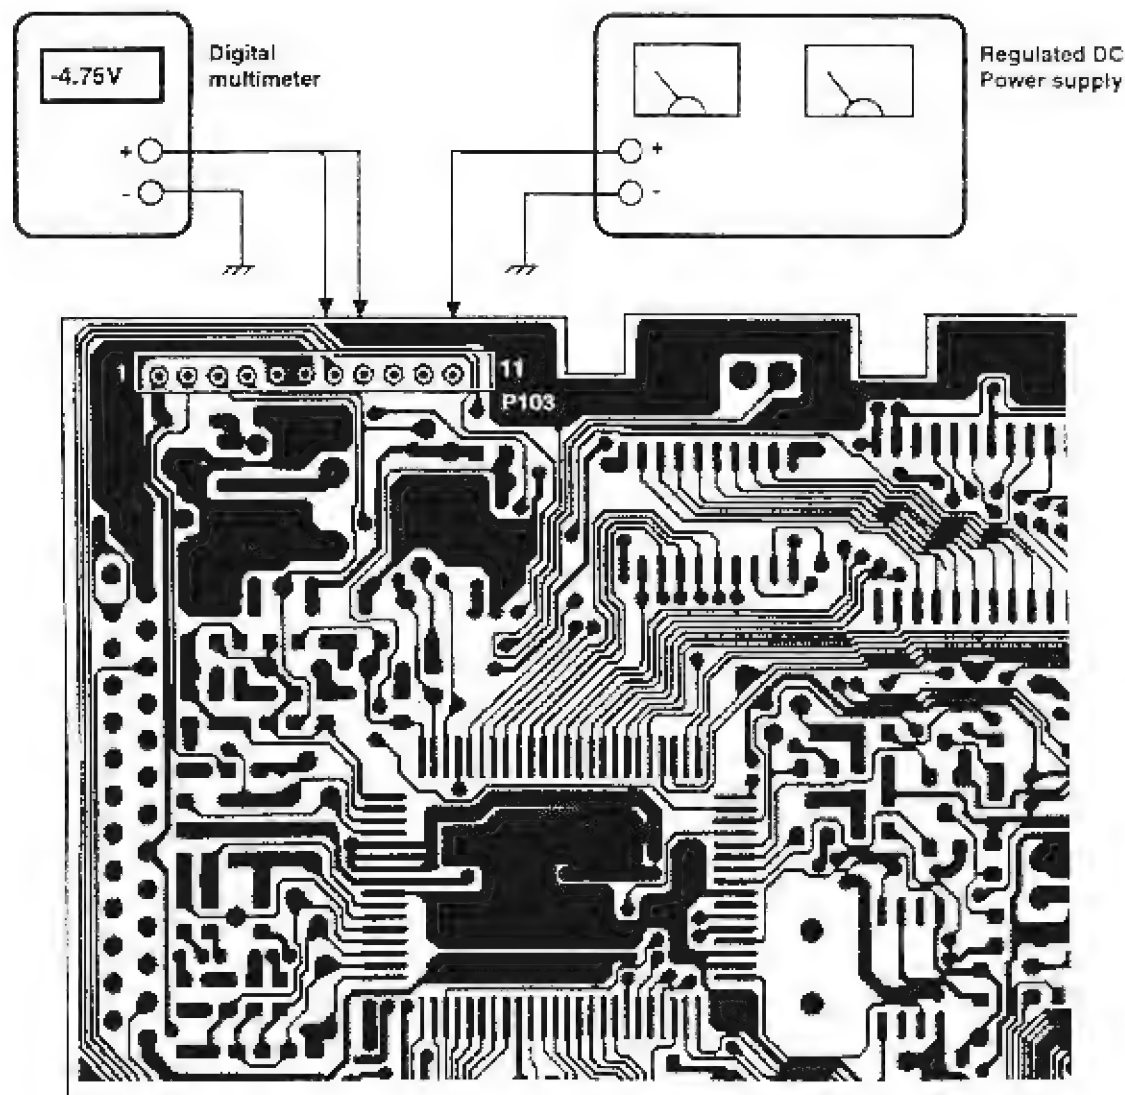 Digital
multimeter
-4.75V
+
-
Regulated DC
Power supply
+
-
1
11
P103